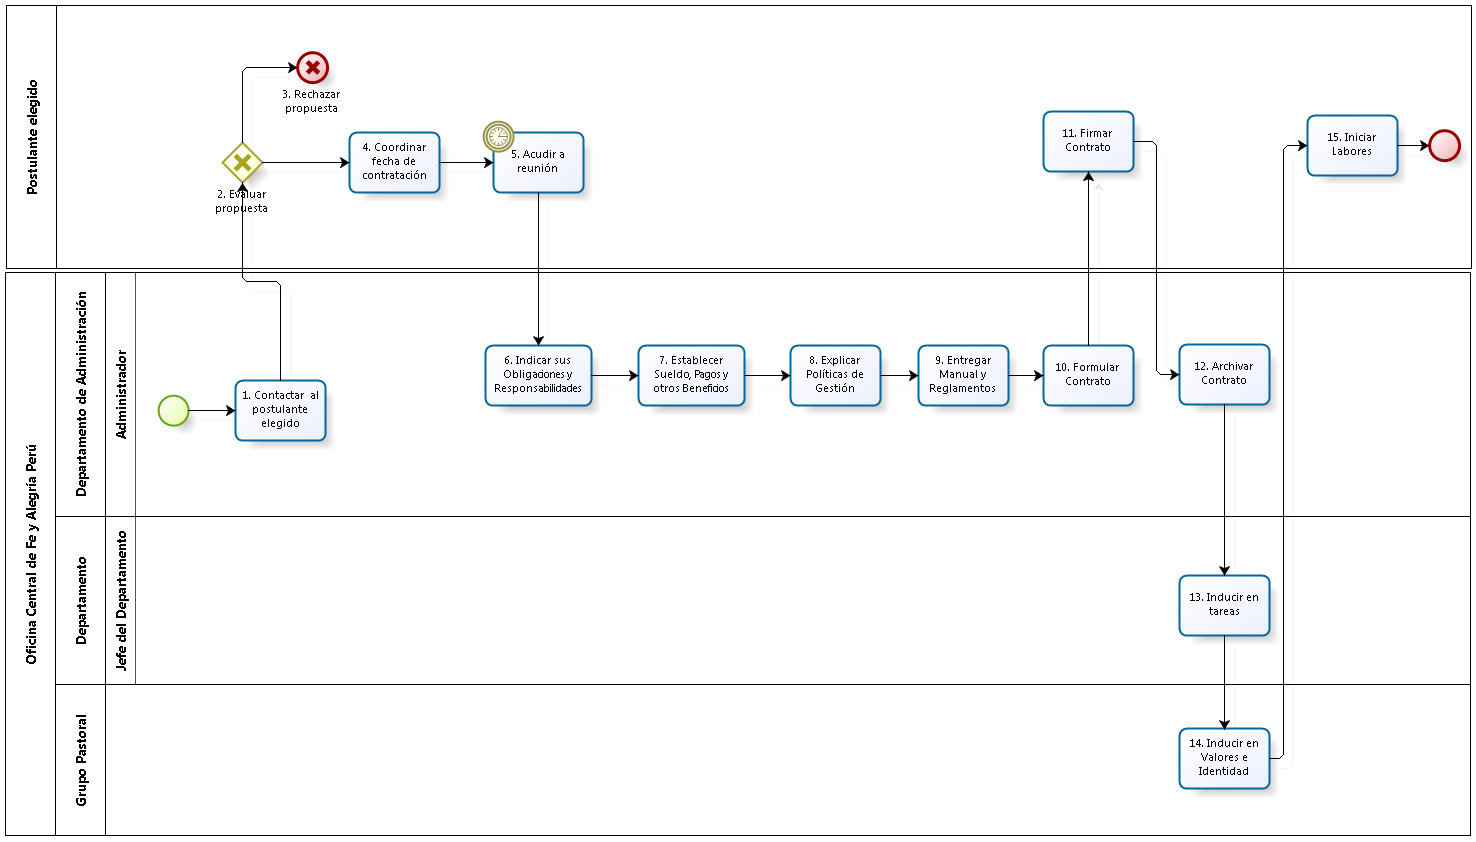 Postulante elegido
3. Rechazar
propuesta
2. Evaluar
propuesta
4. Coordinar
fecha de
contratación
5. Acudir a
reunión
11. Firmar
Contrato
15. Iniciar
Labores
Oficina Central de Fe y Alegría Perú
Departamento de Administración
Administrador
1. Contactar al
postulante
elegido
6. Indicar sus
Obligaciones y
Responsabilidades
7. Establecer
Sueldo, Pagos y
otros Beneficios
8. Explicar
Políticas de
Gestión
9. Entregar
Manual y
Reglamentos
10. Formular
Contrato
12. Archivar
Contrato
Departamento
Jefe del Departamento
13. Inducir en
tareas
Grupo Pastoral
14. Inducir en
Valores e
Identidad